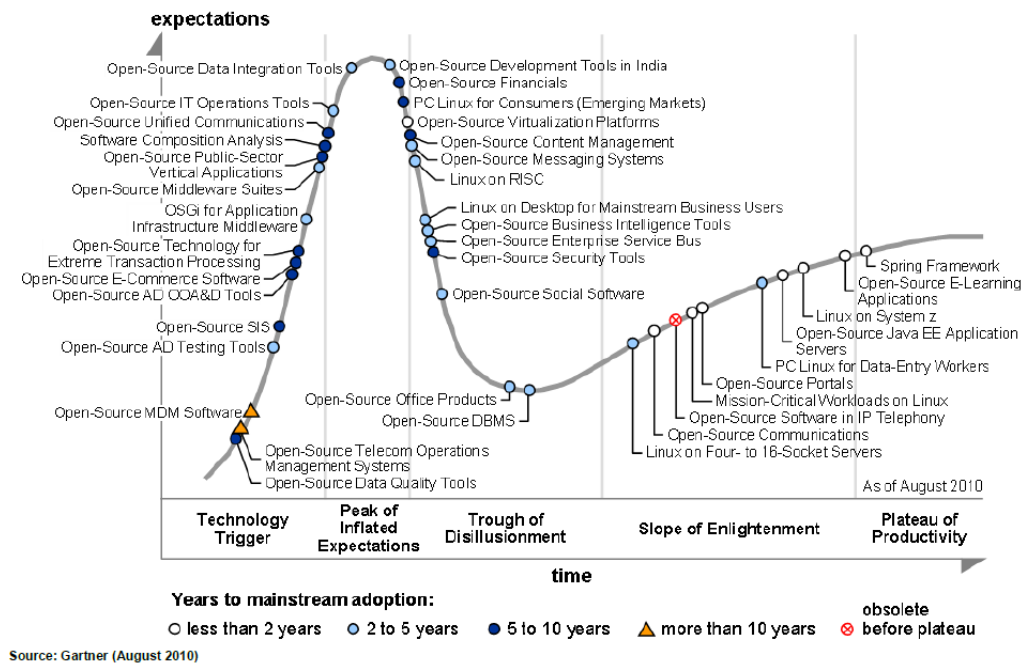 expectations
Open-Source Data Integration Tools
Open-Source IT Operations Tools
Open-Source Unified Communications
Software Composition Analysis
Open-Source Public-Sector
Vertical Applications
Open-Source Middleware Suites
OSGi for Application
Infrastructure Middleware
Open-Source Technology for
Extreme Transaction Processing
Open-Source E-Commerce Software
Open-Source AD OOA&D Tools
Open-Source SIS
Open-Source AD Testing Tools
Open-Source MDM Software
Open-Source Telecom Operations
Management Systems
Open-Source Data Quality Tools
Open-Source Development Tools in India
Open-Source Financials
PC Linux for Consumers (Emerging Markets)
Open-Source Virtualization Platforms
Open-Source Content Management
Open-Source Messaging Systems
Linux on RISC
Linux on Desktop for Mainstream Business Users
Open-Source Business Intelligence Tools
Open-Source Enterprise Service Bus
Open-Source Security Tools
Open-Source Social Software
Open-Source Office Products
Open-Source DBMS
Spring Framework
Open-Source E-Learning
Applications
Linux on System z
Open-Source Java EE Application
Servers
PC Linux for Data-Entry Workers
Open-Source Portals
Mission-Critical Workloads on Linux
Open-Source Software in IP Telephony
Open-Source Communications
Linux on Four- to 16-Socket Servers
As of August 2010
Technology
Trigger
Peak of
Inflated
Expectations
Trough of
Disillusionment
Slope of Enlightenment
Plateau of
Productivity
time
Years to mainstream adoption:
less than 2 years
2 to 5 years
5 to 10 years
more than 10 years
obsolete
before plateau
Source: Gartner (August 2010)